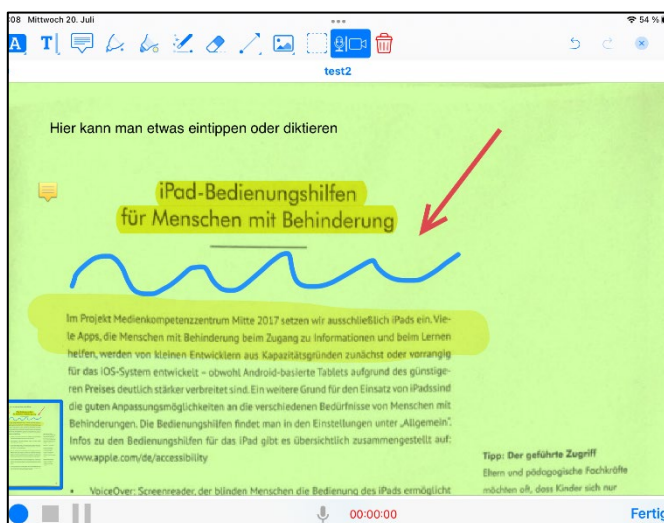 :08 Mittwoch 20. Juli
54 %
A T
test2
Hier kann man etwas eintippen oder diktieren
iPad-Bedienungshilfen
für Menschen mit Behinderung
Im Projekt Medienkompetenzzentrum Mitte 2017 setzen wir ausschließlich iPads ein. Vie-
le Apps, die Menschen mit Behinderung beim Zugang zu Informationen und beim Lernen
helfen, werden von kleinen Entwicklern aus Kapazitätsgründen zunächst oder vorrangig
für das iOS-System entwickelt – obwohl Android-basierte Tablets aufgrund des günstige-
ren Preises deutlich stärker verbreitet sind. Ein weitere Grund für den Einsatz von iPadssind
die guten Anpassungsmöglichkeiten an die verschiedenen Bedürfnisse von Menschen mit
Behinderungen. Die Bedienungshilfen findet man in den Einstellungen unter „Allgemein“.
Infos zu den Bedienungshilfen für das iPad gibt es übersichtlich zusammengestellt auf:
www.apple.com/de/accessibility
• VoiceOver: Screenreader, der blinden Menschen die Bedienung des iPads ermöglicht
Tipp: Der geführte Zugriff
Eltern und pädagogische Fachkräfte
möchten oft, dass Kinder sich nur
00:00:00
Fertig